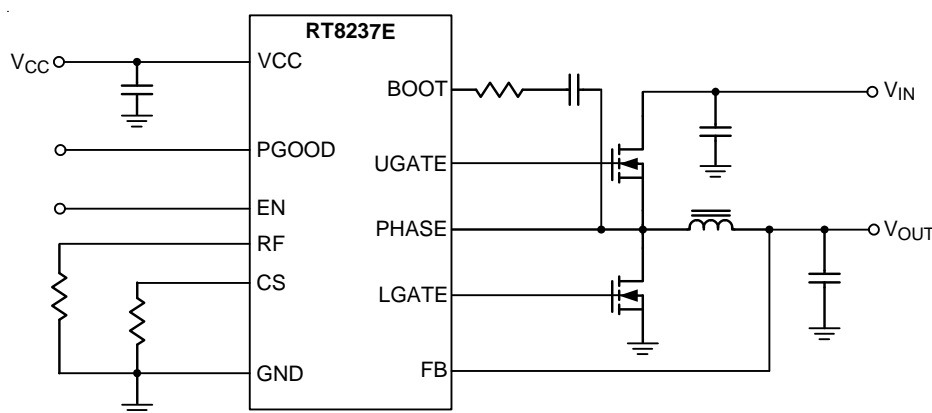 RT8237E
VCC
VCC
BOOT
VIN
PGOOD
UGATE
EN
PHASE
VOUT
RF
CS
LGATE
GND
FB